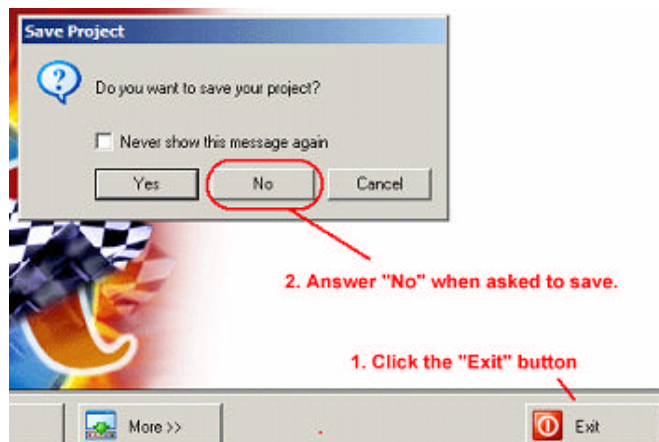 Save Project
Do you want to save your project?
Never show this message again
Yes No Cancel
2. Answer "No" when asked to save.
1. Click the "Exit" button
More >> Exit